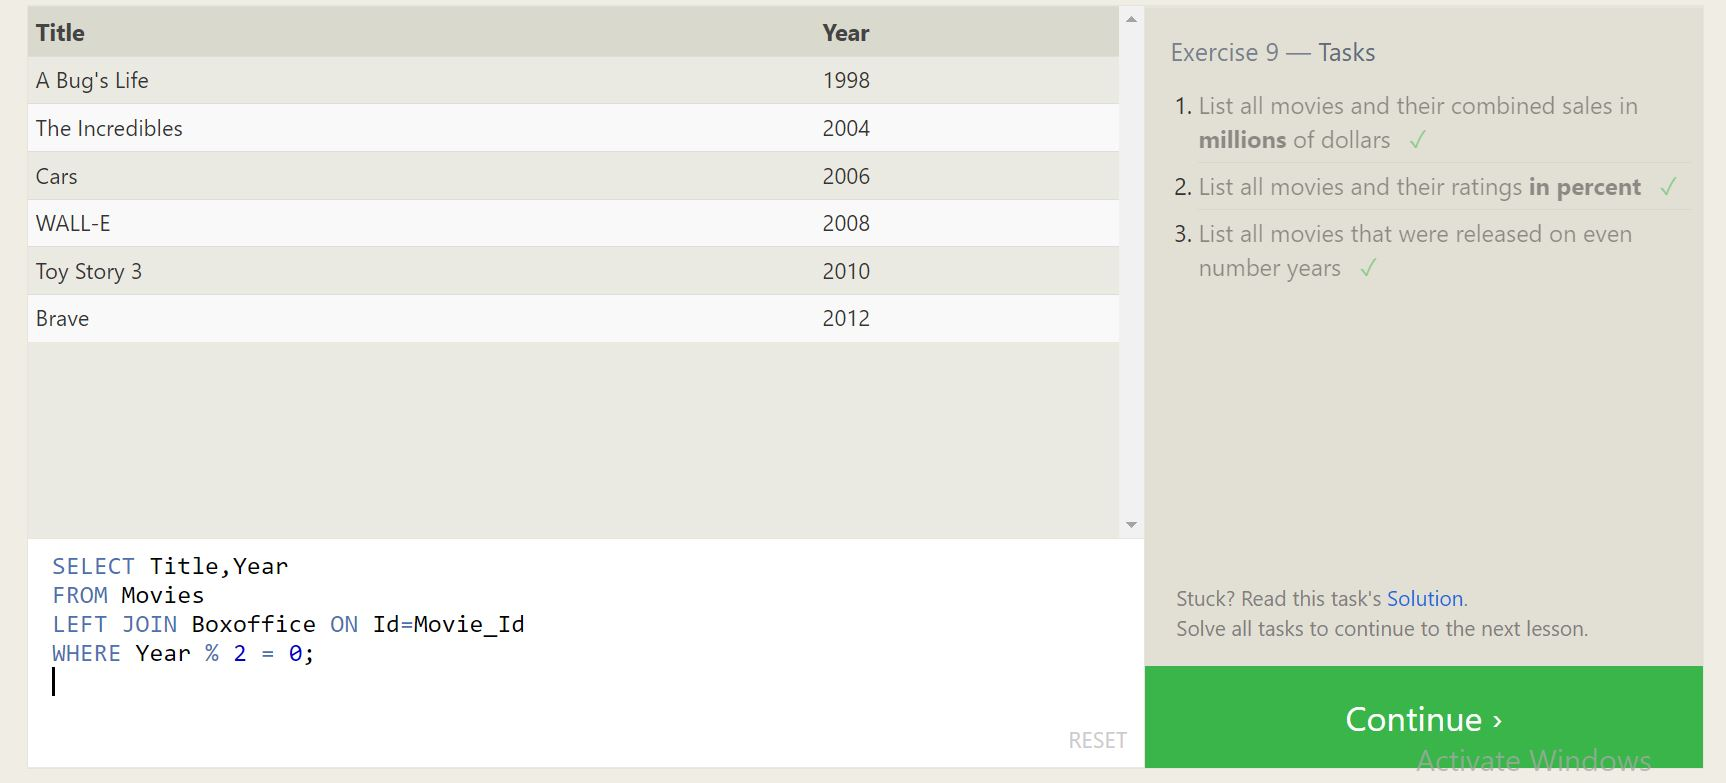 Title Year
A Bug's Life 1998
The Incredibles 2004
Cars 2006
WALL-E 2008
Toy Story 3 2010
Brave 2012
SELECT Title,Year
FROM Movies
LEFT JOIN Boxoffice ON Id=Movie_Id
WHERE Year % 2 = 0;
RESET
Exercise 9 — Tasks
1. List all movies and their combined sales in
millions of dollars ✓
2. List all movies and their ratings in percent ✓
3. List all movies that were released on even
number years ✓
Stuck? Read this task's Solution.
Solve all tasks to continue to the next lesson.
Continue ›
Activate Windows